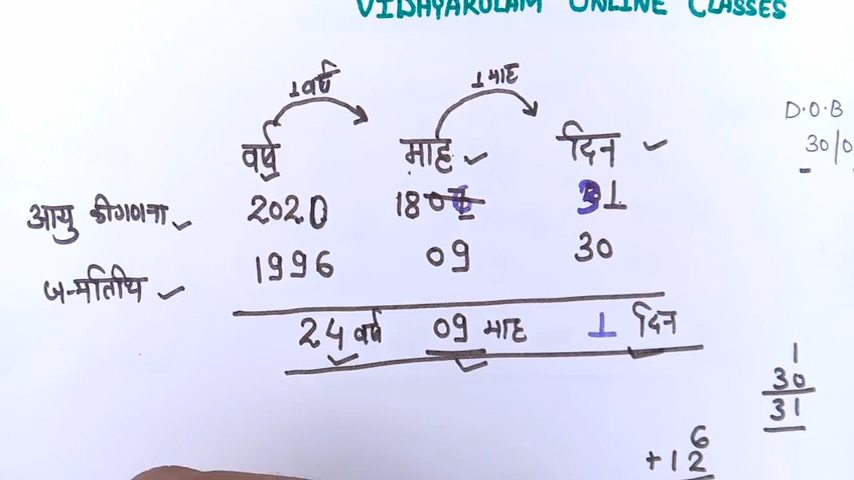 VIDHYAKULAM ONLINE CLASSES
1 वर्ष 1 माह
वर्ष माह दिन
आयु की गणना 2020 18 31
जन्मतिथि 1996 09 30
24 वर्ष 09 माह 1 दिन
D.O.B
30/0
1
30
31
6
+12